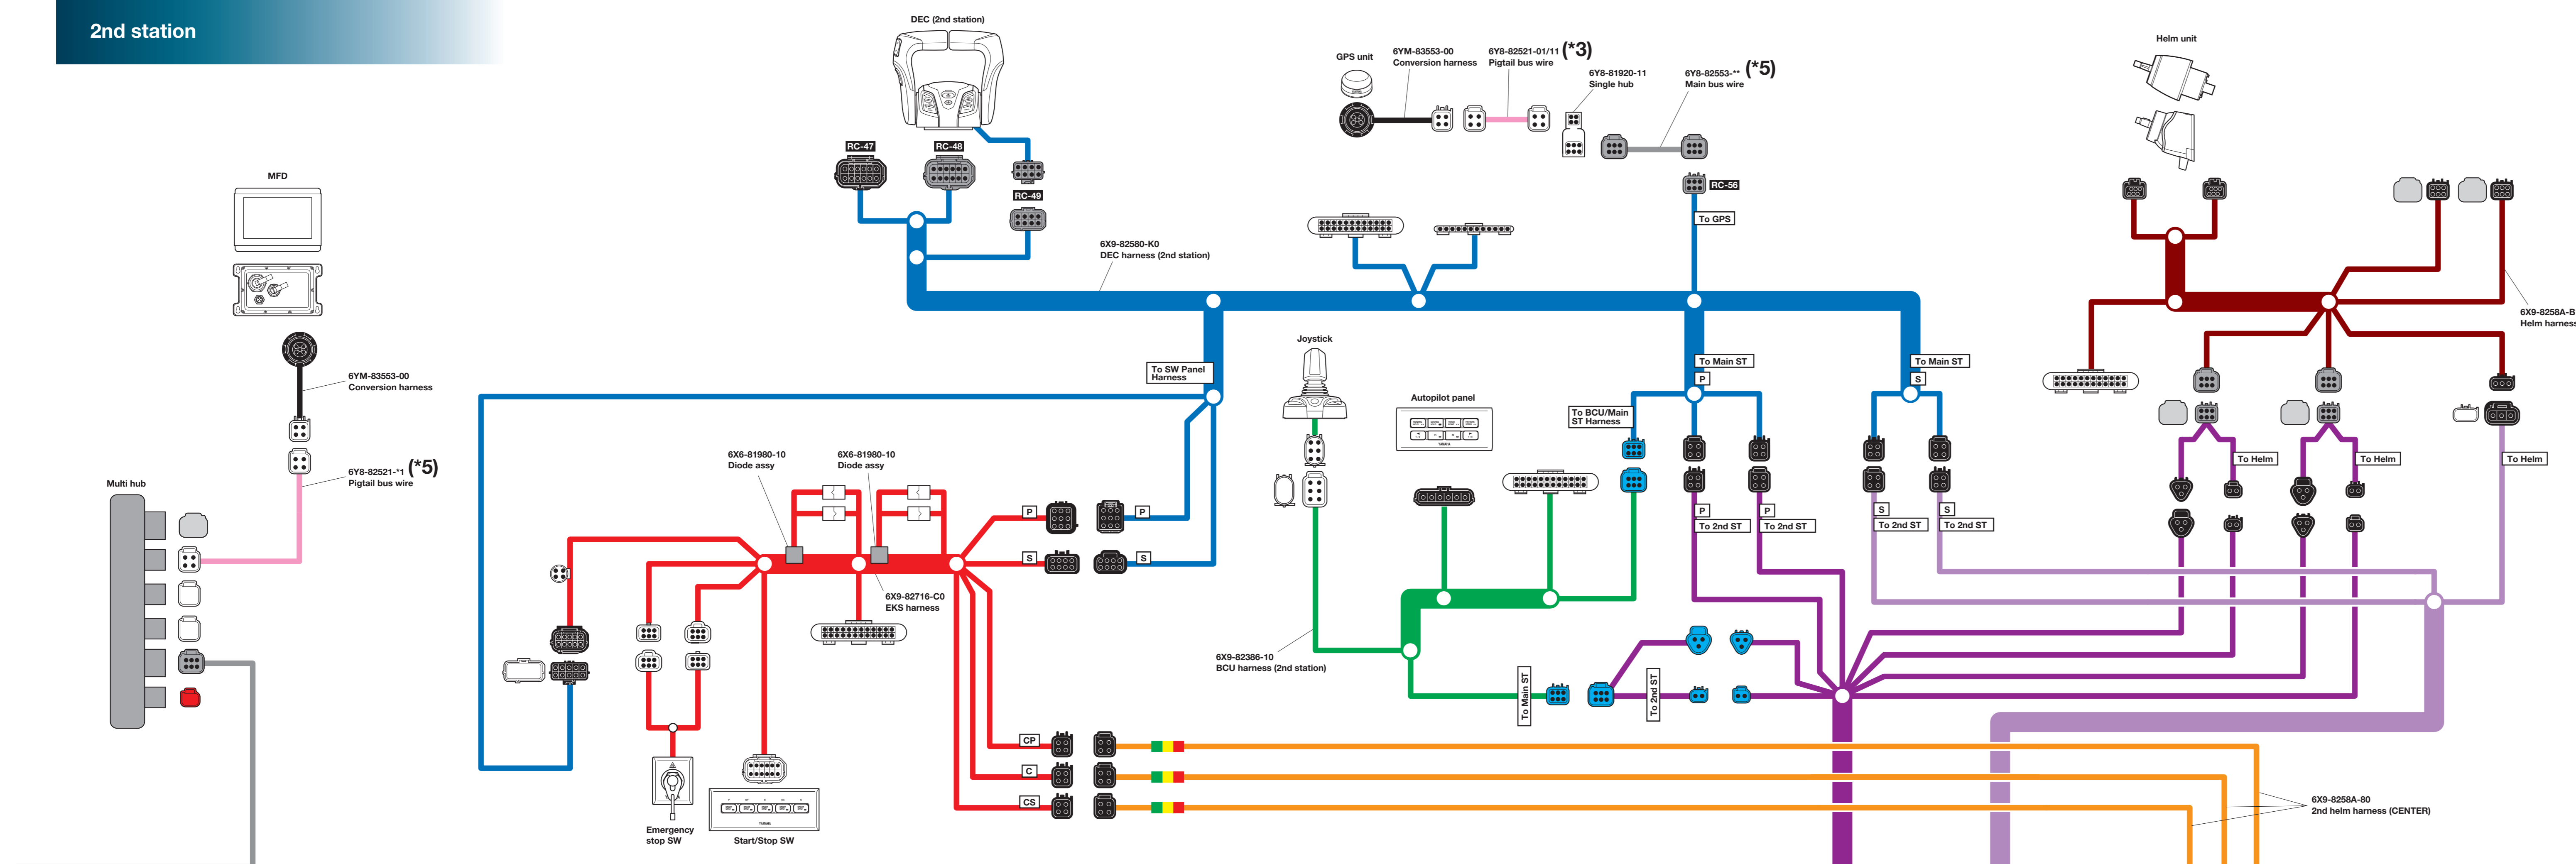 2nd station
DEC (2nd station)
RC-47
RC-48
RC-49
GPS unit
6YM-83553-00
Conversion harness
6Y8-82521-01/11 (*3)
Pigtail bus wire
6Y8-81920-11
Single hub
6Y8-82553-** (*5)
Main bus wire
RC-56
To GPS
Helm unit
MFD
6X9-82580-K0
DEC harness (2nd station)
6X9-8258A-B
Helm harness
6YM-83553-00
Conversion harness
6Y8-82521-*1 (*5)
Pigtail bus wire
Multi hub
To SW Panel
Harness
Joystick
Autopilot panel
To BCU/Main
ST Harness
To Main ST
P
To Main ST
S
6X6-81980-10
Diode assy
6X6-81980-10
Diode assy
P
P
S
S
P
To 2nd ST
P
To 2nd ST
S
To 2nd ST
S
To 2nd ST
To Helm
To Helm
To Helm
6X9-82716-C0
EKS harness
6X9-82386-10
BCU harness (2nd station)
To Main ST
To 2nd ST
CP
C
CS
Emergency
stop SW
Start/Stop SW
6X9-8258A-80
2nd helm harness (CENTER)